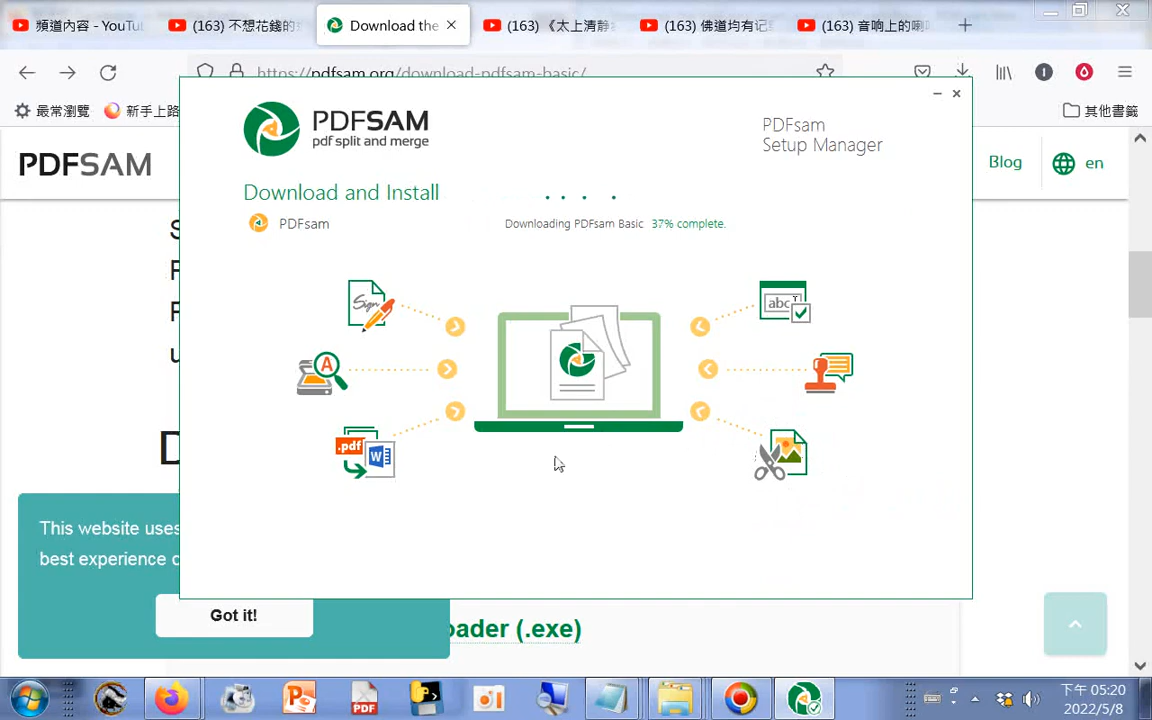 頻道內容 - YouTu
(163) 不想花錢的
Download the
(163) 《太上清静
(163) 佛道均有记
(163) 音响上的喇
https://pdfsam.org/download-pdfsam-basic/
最常瀏覽
新手上路
其他書籤
PDFSAM
Blog
en
PDFSAM
pdf split and merge
PDFsam
Setup Manager
Download and Install
PDFsam
Downloading PDFsam Basic 37% complete.
Sign
abc
A
.pdf
W
D
This website uses
best experience
Got it!
oader (.exe)
PDF
下午 05:20
2022/5/8